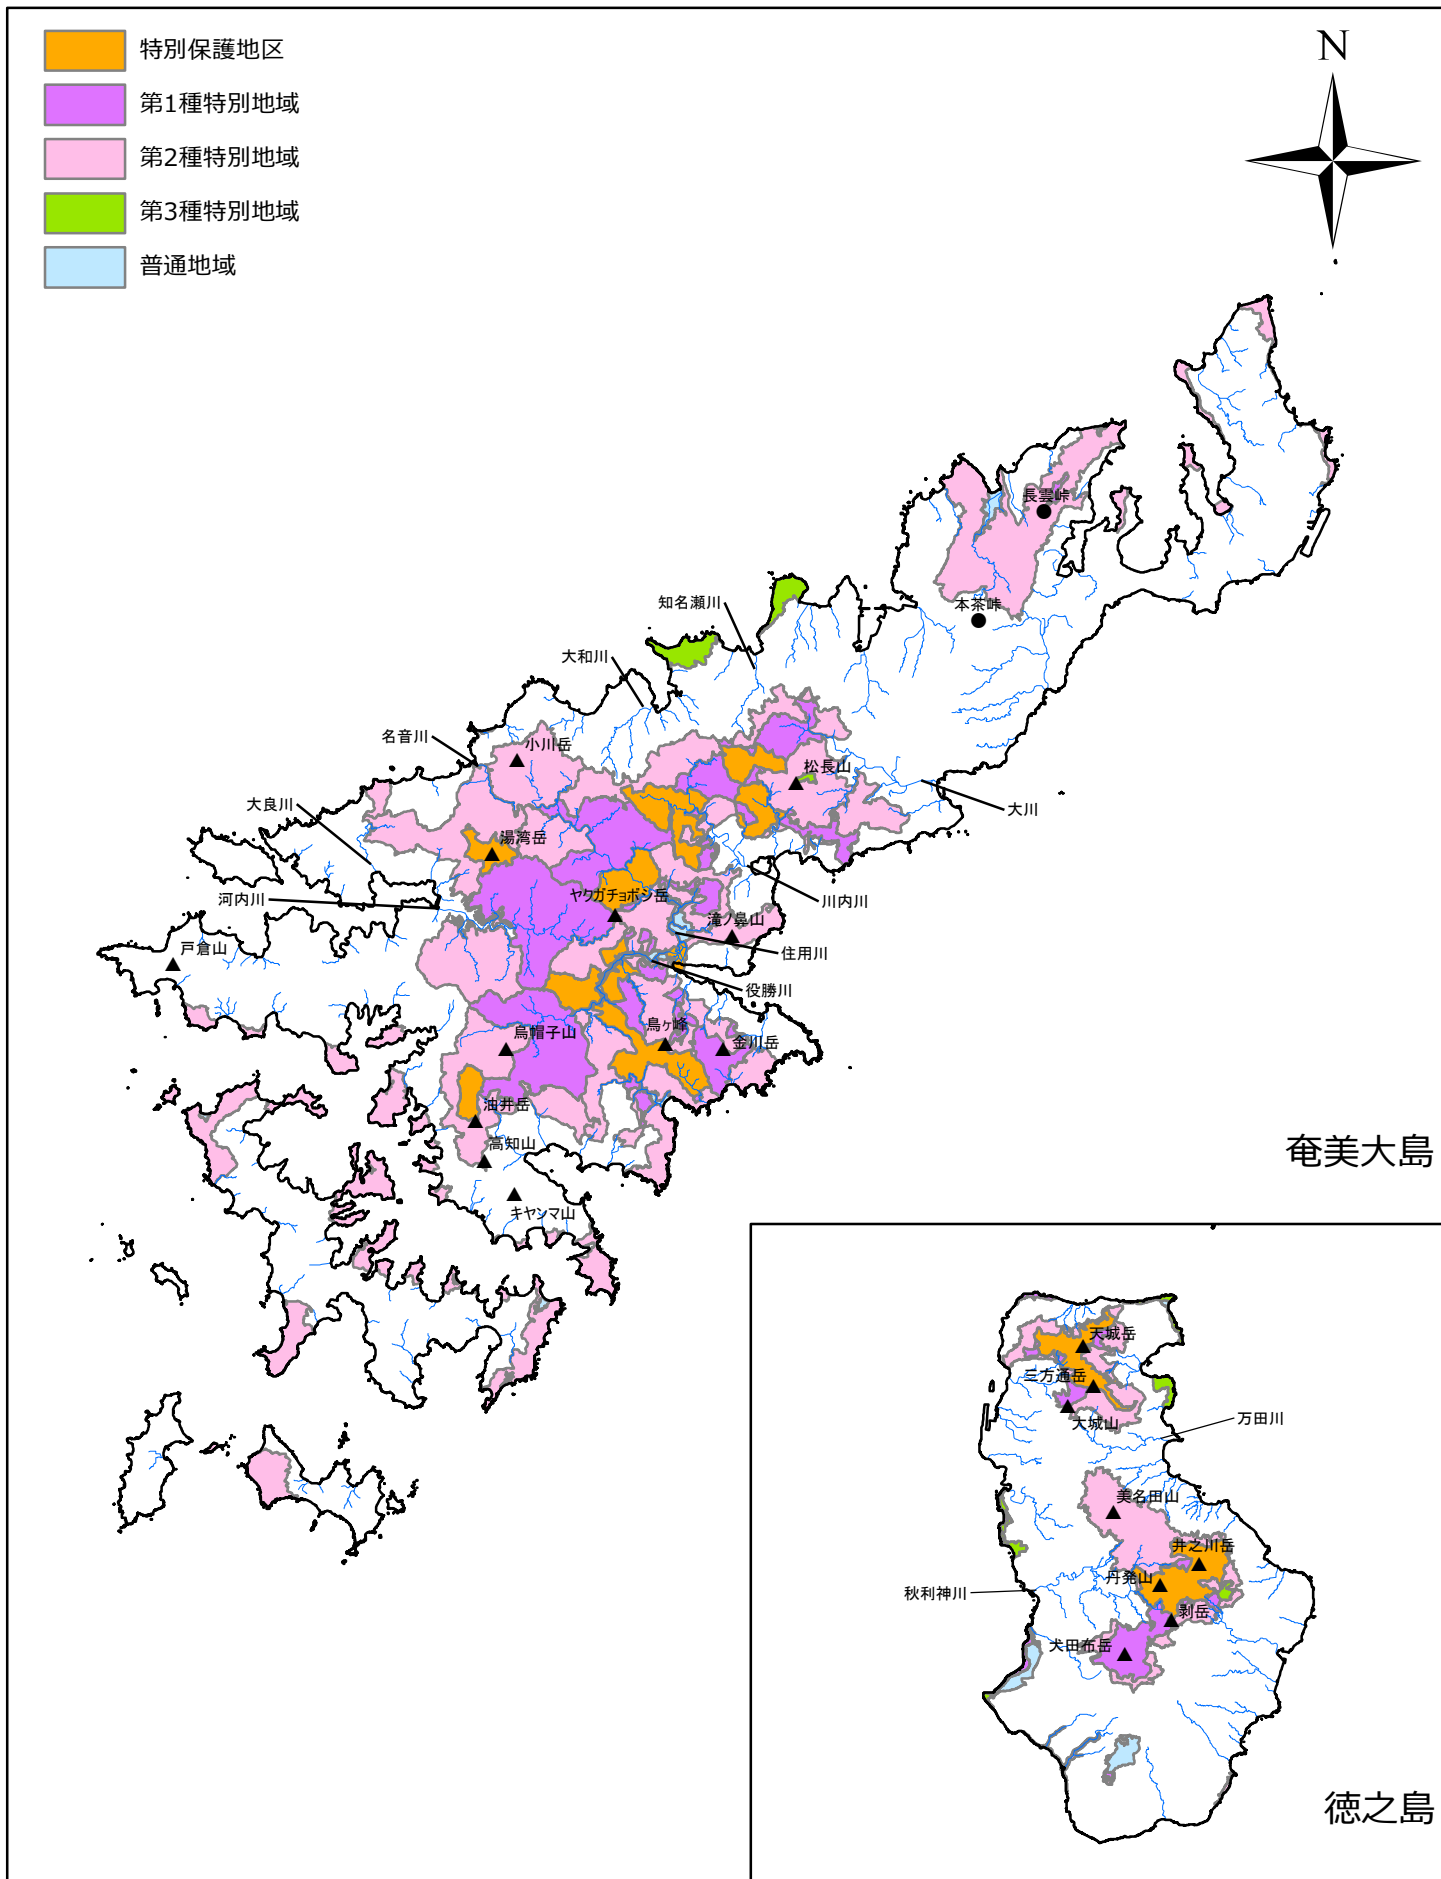 特別保護地区
第1種特別地域
第2種特別地域
第3種特別地域
普通地域
N
長雲峠
本茶峠
知名瀬川
大和川
名音川
小川岳
松長山
大川
大良川
湯湾岳
河内川
ヤクガチョボシ岳
川内川
滝ノ鼻山
戸倉山
住用川
役勝川
烏帽子山
鳥ヶ峰
金川岳
油井岳
高知山
キャンマ山
奄美大島
天城岳
三方通岳
大城山
万田川
美名田山
井之川岳
丹発山
秋利神川
剥岳
犬田布岳
徳之島